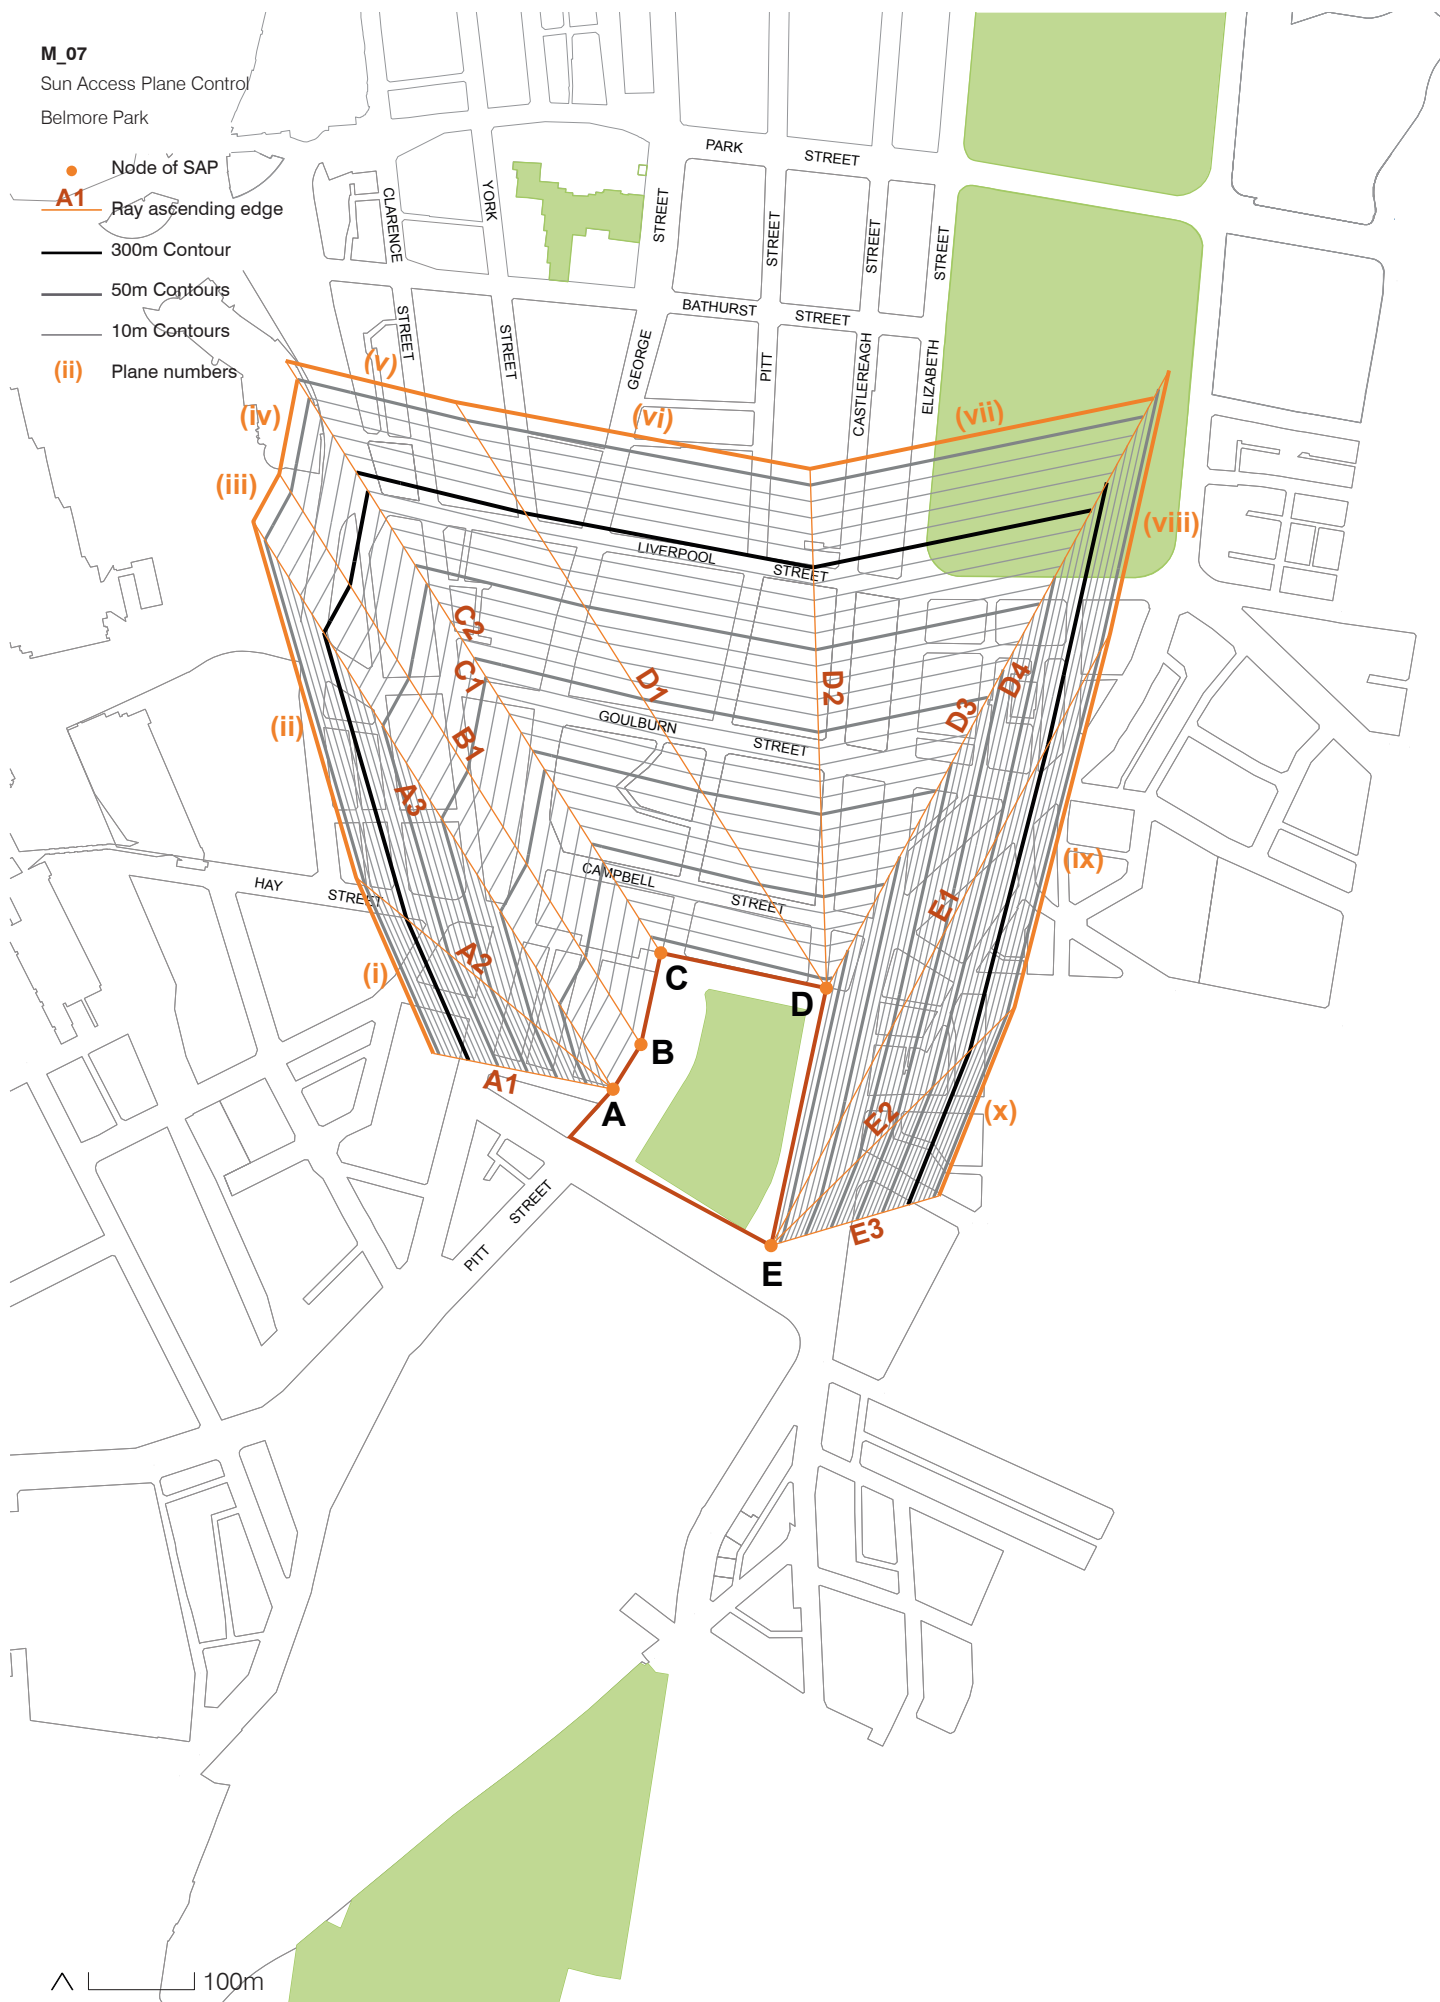 M_07
Sun Access Plane Control
Belmore Park
Node of SAP
A1
Ray ascending edge
300m Contour
50m Contours
10m Contours
(ii)
Plane numbers
PARK STREET
CLARENCE
STREET
YORK
STREET
GEORGE
STREET
PITT
STREET
CASTLEREAGH
STREET
ELIZABETH
STREET
BATHURST STREET
(v)
(iv)
(vi)
(vii)
(iii)
(viii)
LIVERPOOL STREET
C2
C1
D1
D2
D3
D4
(ii)
B1
GOULBURN STREET
A3
(ix)
CAMPBELL STREET
HAY STREET
E1
A2
(i)
C
D
B
A1
A
E2
(x)
E3
PITT STREET
E
100m